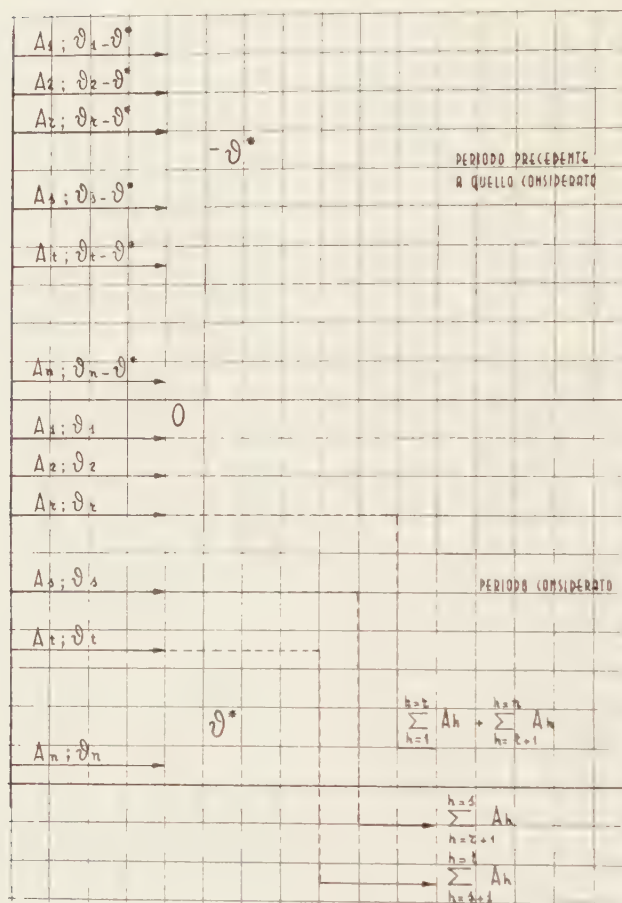 A1 ; ϑ1 - ϑ*
A2 ; ϑ2 - ϑ*
Ar ; ϑr - ϑ*
- ϑ*
PERIODO PRECEDENTE
A QUELLO CONSIDERATO
As ; ϑs - ϑ*
At ; ϑt - ϑ*
An ; ϑn - ϑ*
0
A1 ; ϑ1
A2 ; ϑ2
Ar ; ϑr
As ; ϑs
PERIODO CONSIDERATO
At ; ϑt
ϑ*
h=r h=n
∑ Ah + ∑ Ah
h=1 h=t+1
An ; ϑn
h=s
∑ Ah
h=r+1
h=t
∑ Ah
h=s+1